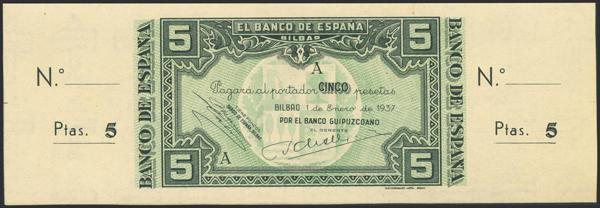 N.º
Ptas. 5
BANCO DE ESPAÑA
EL BANCO DE ESPAÑA
BILBAO
5
5
A
CINCO
Pagará al portador pesetas
BILBAO 1 de Enero de 1937
POR EL BANCO GUIPUZCOANO
EL GERENTE
A
5
5
BANCO DE ESPAÑA
N.º
Ptas. 5